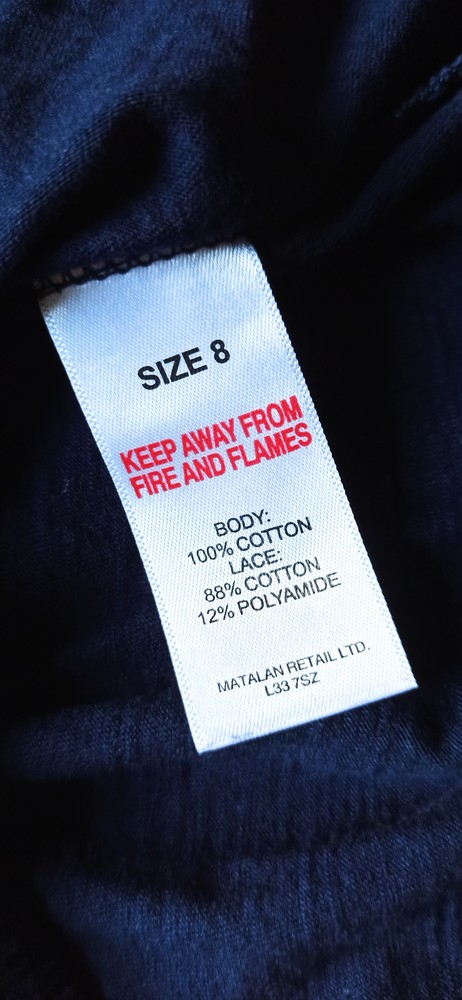 SIZE 8
KEEP AWAY FROM
FIRE AND FLAMES
BODY:
100% COTTON
LACE:
88% COTTON
12% POLYAMIDE
MATALAN RETAIL LTD.
L33 7SZ